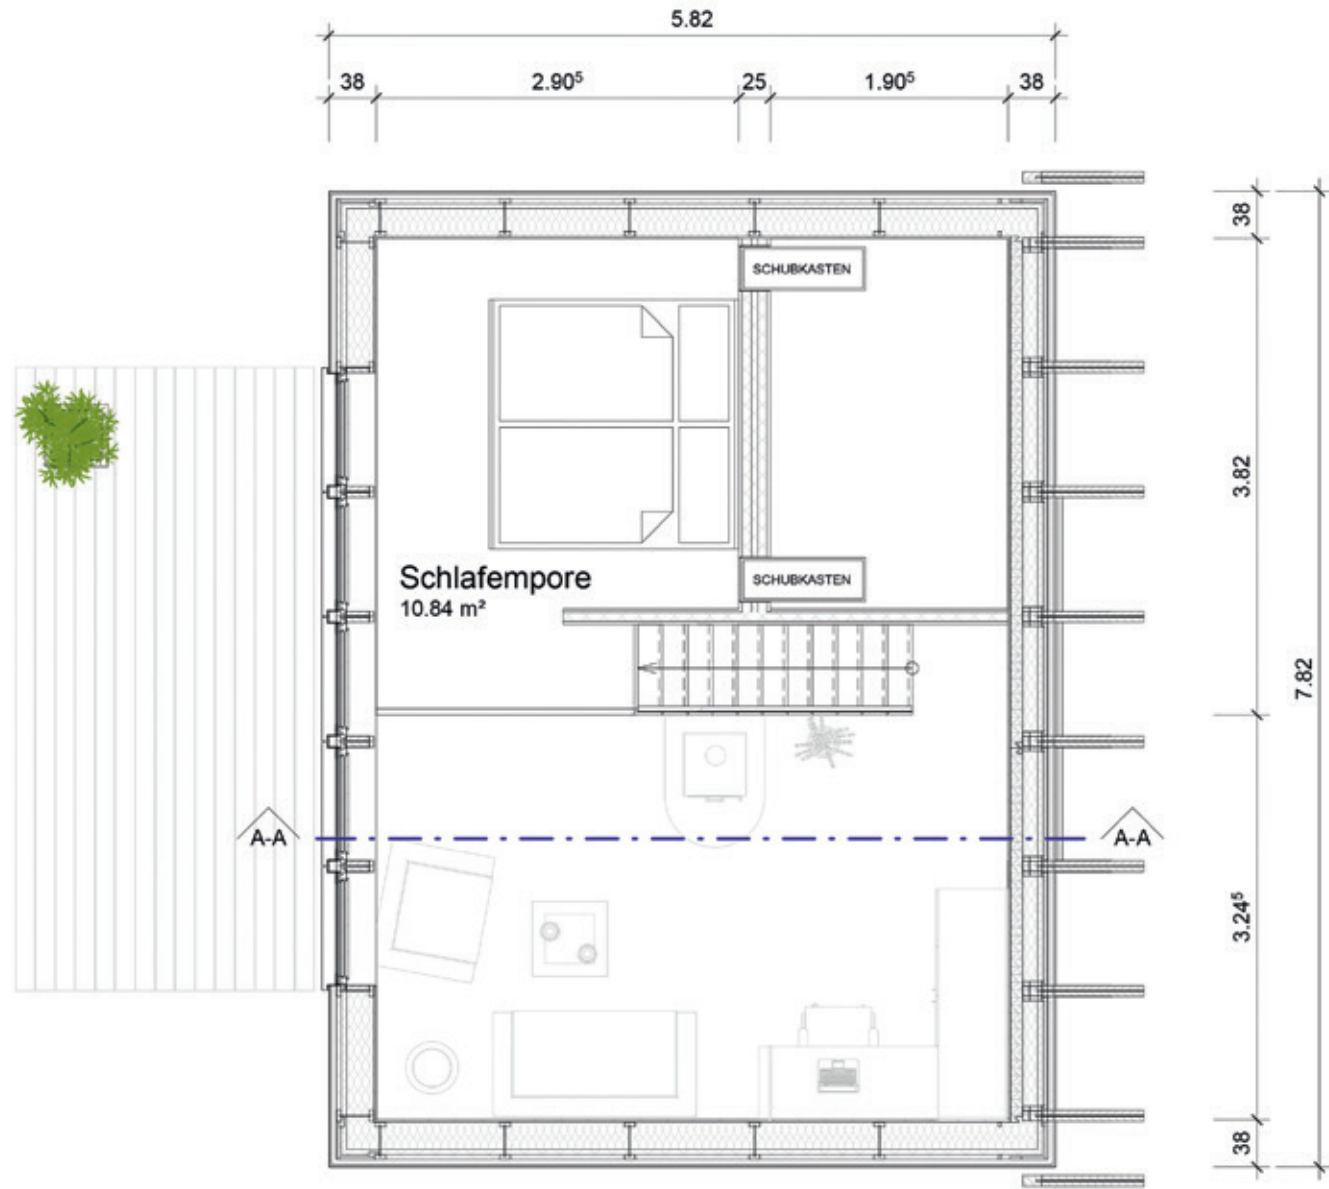 5.82
38 2.90⁵ 25 1.90⁵ 38
38
SCHUBKASTEN
3.82
SCHUBKASTEN
Schlafempore
10.84 m²
7.82
A-A A-A
3.24⁵
38